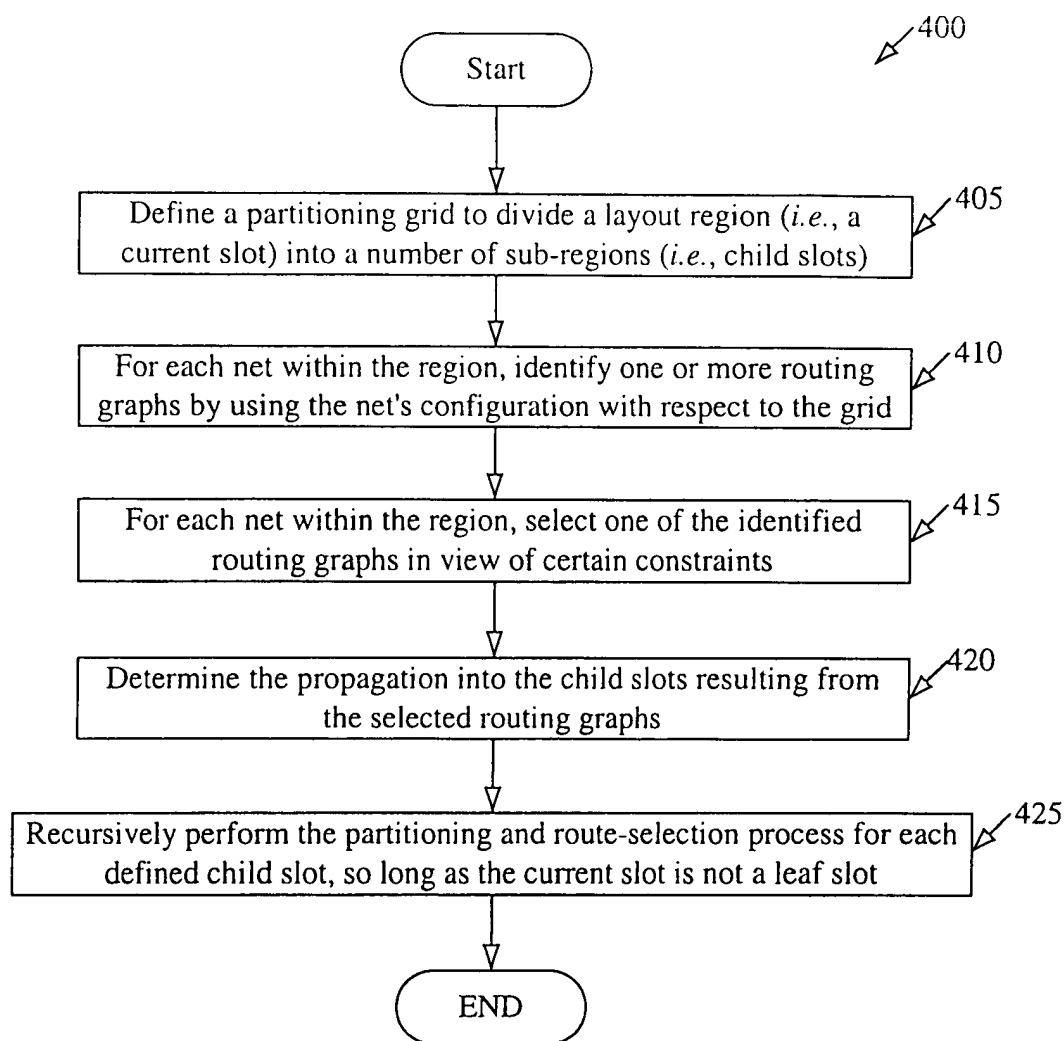 400
Start
Define a partitioning grid to divide a layout region (i.e., a
current slot) into a number of sub-regions (i.e., child slots)
405
For each net within the region, identify one or more routing
graphs by using the net's configuration with respect to the grid
410
For each net within the region, select one of the identified
routing graphs in view of certain constraints
415
Determine the propagation into the child slots resulting from
the selected routing graphs
420
Recursively perform the partitioning and route-selection process for each
defined child slot, so long as the current slot is not a leaf slot
425
END